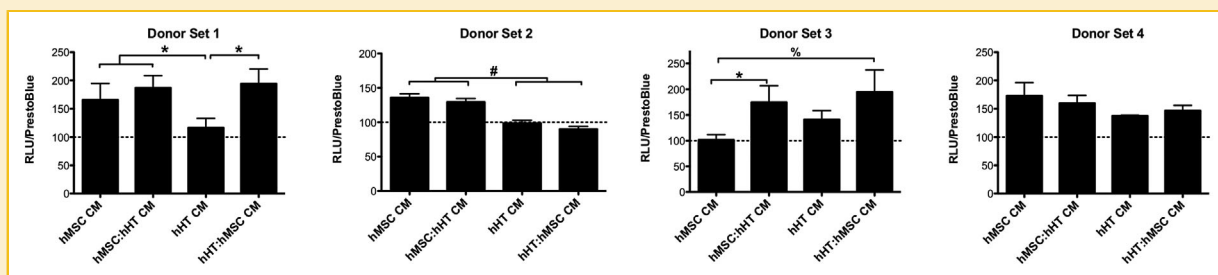 Donor Set 1
RLU/PrestoBlue
250
200
150
100
50
0
*
*
hMSC CM
hMSC:hHT CM
hHT CM
hHT:hMSC CM
Donor Set 2
RLU/PrestoBlue
200
150
100
50
0
#
hMSC CM
hMSC:hHT CM
hHT CM
hHT:hMSC CM
Donor Set 3
RLU/PrestoBlue
250
200
150
100
50
0
%
*
hMSC CM
hMSC:hHT CM
hHT CM
hHT:hMSC CM
Donor Set 4
RLU/PrestoBlue
250
200
150
100
50
0
hMSC CM
hMSC:hHT CM
hHT CM
hHT:hMSC CM